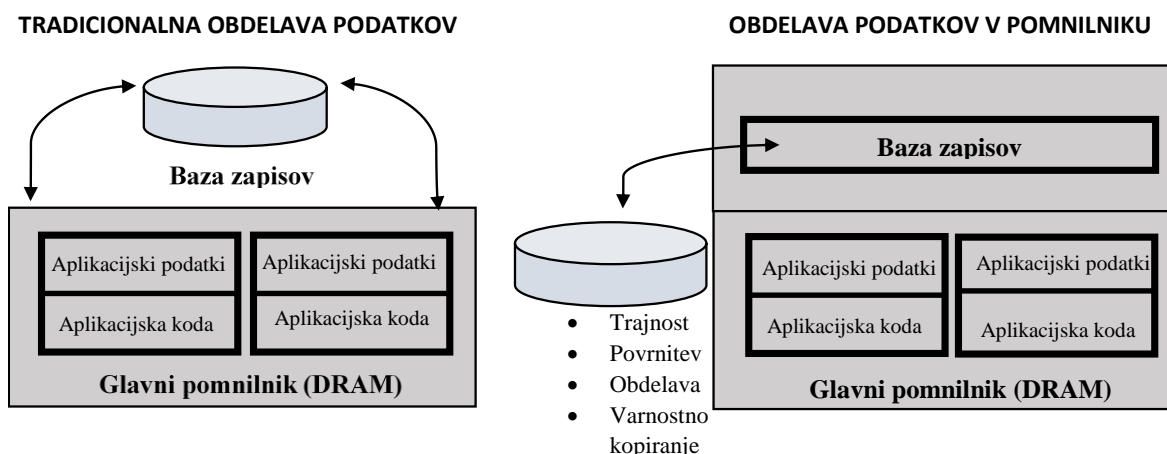 TRADICIONALNA OBDELAVA PODATKOV
Baza zapisov
Aplikacijski podatki
Aplikacijska koda
Aplikacijski podatki
Aplikacijska koda
Glavni pomnilnik (DRAM)
OBDELAVA PODATKOV V POMNILNIKU
Baza zapisov
• Trajnost
• Povrnitev
• Obdelava
• Varnostno
kopiranje
Aplikacijski podatki
Aplikacijska koda
Aplikacijski podatki
Aplikacijska koda
Glavni pomnilnik (DRAM)